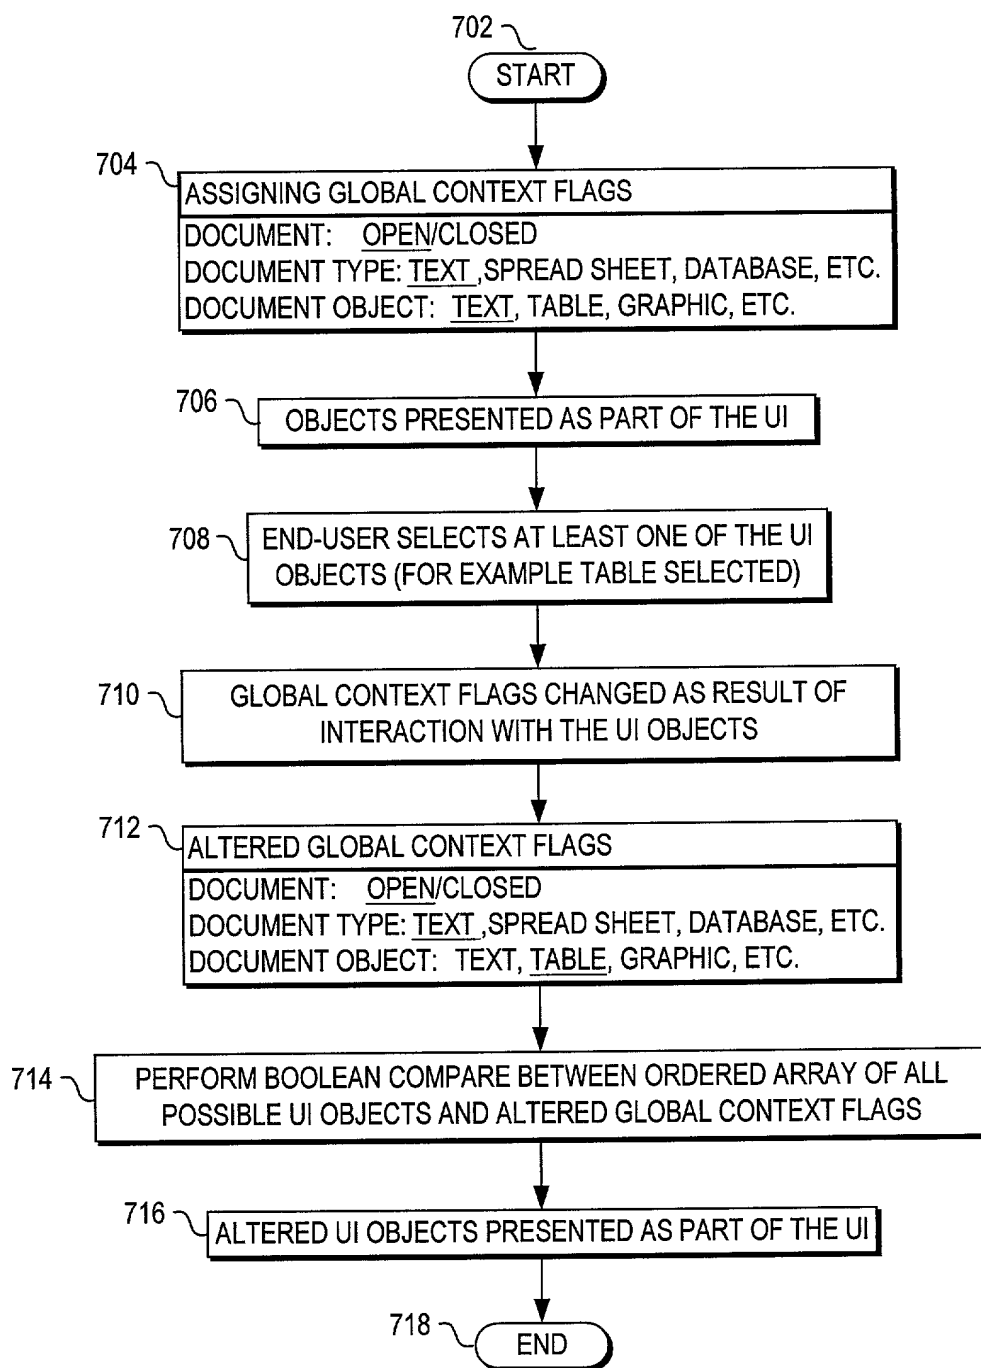 702
START
704
ASSIGNING GLOBAL CONTEXT FLAGS
DOCUMENT: OPEN/CLOSED
DOCUMENT TYPE: TEXT ,SPREAD SHEET, DATABASE, ETC.
DOCUMENT OBJECT: TEXT, TABLE, GRAPHIC, ETC.
706
OBJECTS PRESENTED AS PART OF THE UI
708
END-USER SELECTS AT LEAST ONE OF THE UI
OBJECTS (FOR EXAMPLE TABLE SELECTED)
710
GLOBAL CONTEXT FLAGS CHANGED AS RESULT OF
INTERACTION WITH THE UI OBJECTS
712
ALTERED GLOBAL CONTEXT FLAGS
DOCUMENT: OPEN/CLOSED
DOCUMENT TYPE: TEXT ,SPREAD SHEET, DATABASE, ETC.
DOCUMENT OBJECT: TEXT, TABLE, GRAPHIC, ETC.
714
PERFORM BOOLEAN COMPARE BETWEEN ORDERED ARRAY OF ALL
POSSIBLE UI OBJECTS AND ALTERED GLOBAL CONTEXT FLAGS
716
ALTERED UI OBJECTS PRESENTED AS PART OF THE UI
718
END